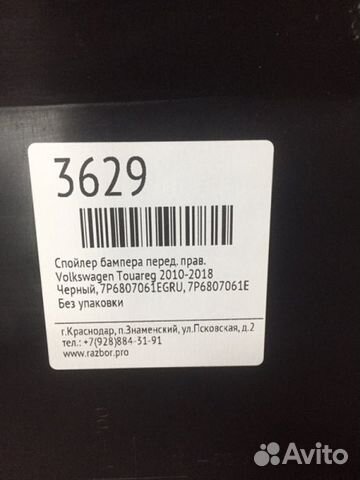 3629
Спойлер бампера перед. прав.
Volkswagen Touareg 2010-2018
Черный, 7P6807061EGRU, 7P6807061E
Без упаковки
г.Краснодар, п.Знаменский, ул.Псковская, д.2
тел.: +7(928)884-31-91
www.razbor.pro
Avito